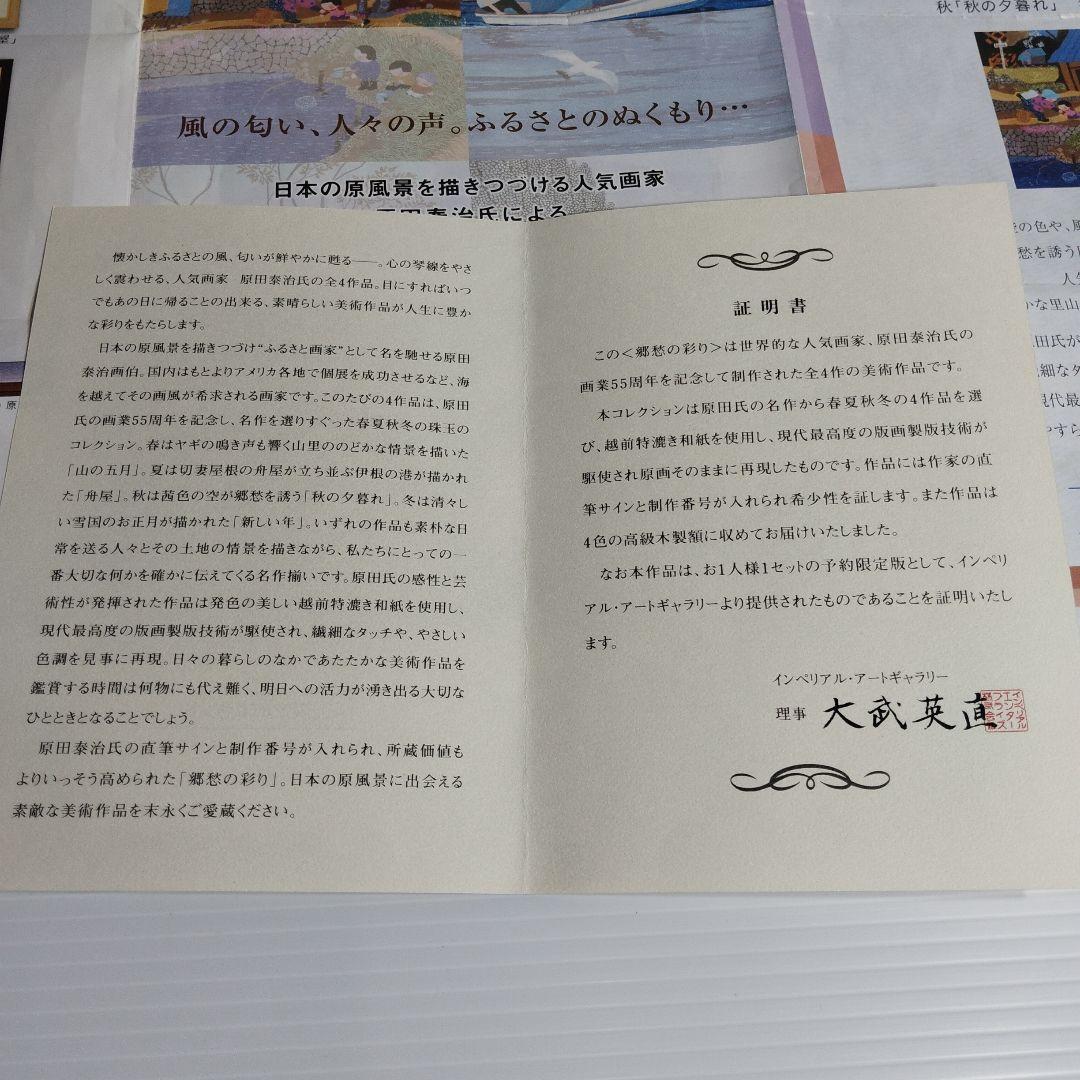 秋「秋の夕暮れ」
風の匂い、人々の声。ふるさとのぬくもり…
日本の原風景を描きつづける人気画家
原田泰治氏による
懐かしきふるさとの風、匂いが鮮やかに甦る――。心の琴線をやさ
しく震わせる、人気画家 原田泰治氏の全4作品。目にすればいつ
でもあの日に帰ることの出来る、素晴らしい美術作品が人生に豊か
な彩りをもたらします。
日本の原風景を描きつづけ“ふるさと画家”として名を馳せる原田
泰治画伯。国内はもとよりアメリカ各地で個展を成功させるなど、海
を越えてその画風が希求される画家です。このたびの4作品は、原田
氏の画業55周年を記念し、名作を選りすぐった春夏秋冬の珠玉の
コレクション。春はヤギの鳴き声も響く山里ののどかな情景を描いた
「山の五月」。夏は切妻屋根の舟屋が立ち並ぶ伊根の港が描かれ
た「舟屋」。秋は茜色の空が郷愁を誘う「秋の夕暮れ」。冬は清々し
い雪国のお正月が描かれた「新しい年」。いずれの作品も素朴な日
常を送る人々とその土地の情景を描きながら、私たちにとっての一
番大切な何かを確かに伝えてくる名作揃いです。原田氏の感性と芸
術性が発揮された作品は発色の美しい越前特漉き和紙を使用し、
現代最高度の版画製版技術が駆使され、繊細なタッチや、やさしい
色調を見事に再現。日々の暮らしのなかであたたかな美術作品を
鑑賞する時間は何物にも代え難く、明日への活力が湧き出る大切な
ひとときとなることでしょう。
原田泰治氏の直筆サインと制作番号が入れられ、所蔵価値も
よりいっそう高められた「郷愁の彩り」。日本の原風景に出会える
素敵な美術作品を末永くご愛蔵ください。
証明書
この＜郷愁の彩り＞は世界的な人気画家、原田泰治氏の
画業55周年を記念して制作された全4作の美術作品です。
本コレクションは原田氏の名作から春夏秋冬の4作品を選
び、越前特漉き和紙を使用し、現代最高度の版画製版技術が
駆使され原画そのままに再現したものです。作品には作家の直
筆サインと制作番号が入れられ希少性を証します。また作品は
4色の高級木製額に収めてお届けいたしました。
なお本作品は、お1人様1セットの予約限定版として、インペリ
アル・アートギャラリーより提供されたものであることを証明いたし
ます。
インペリアル・アートギャラリー
理事 大武英直